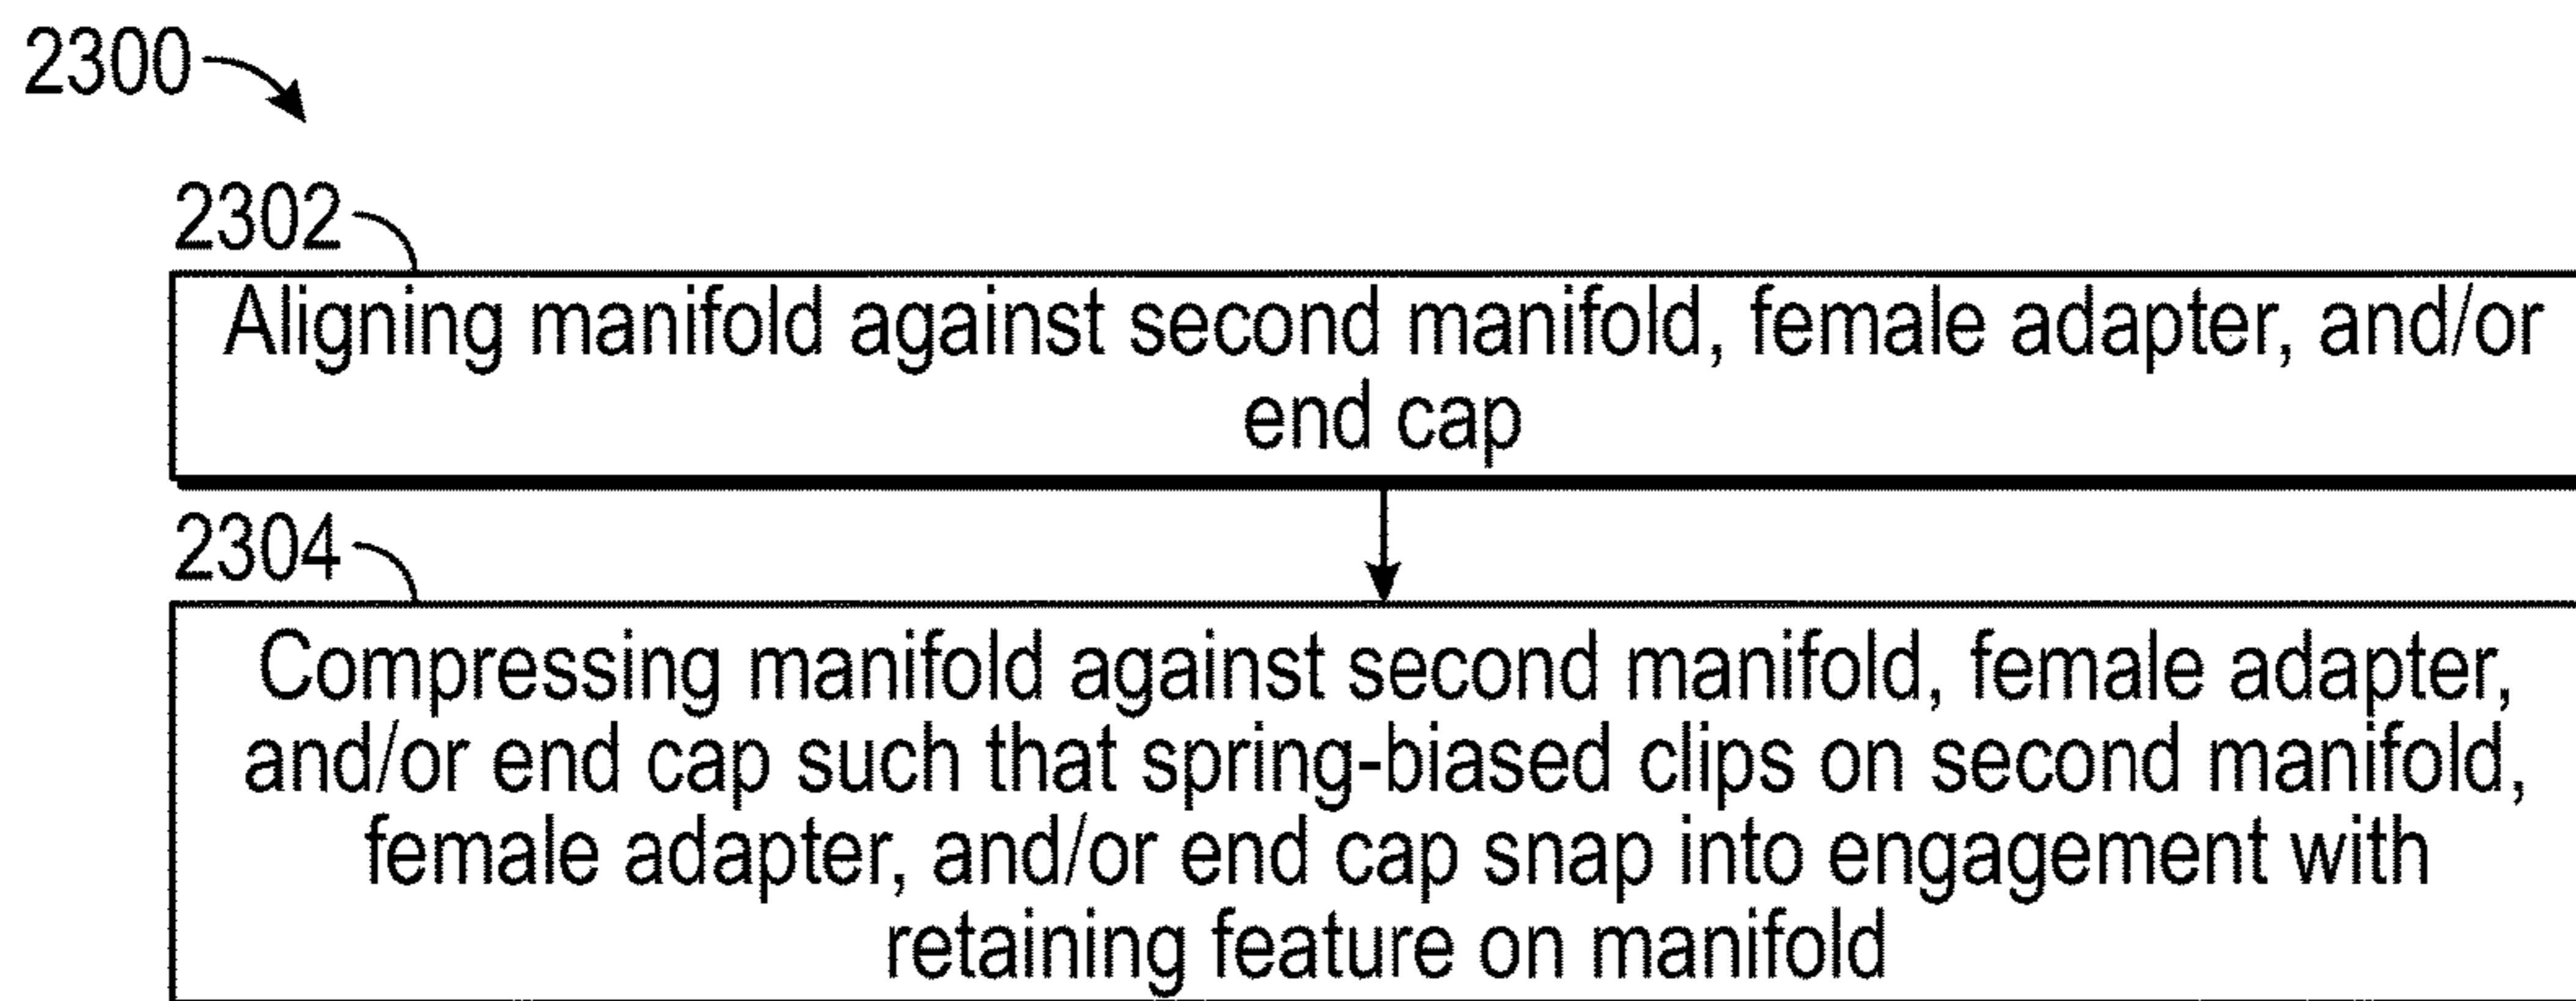 2300
2302
Aligning manifold against second manifold, female adapter, and/or
end cap
2304
Compressing manifold against second manifold, female adapter,
and/or end cap such that spring-biased clips on second manifold,
female adapter, and/or end cap snap into engagement with
retaining feature on manifold